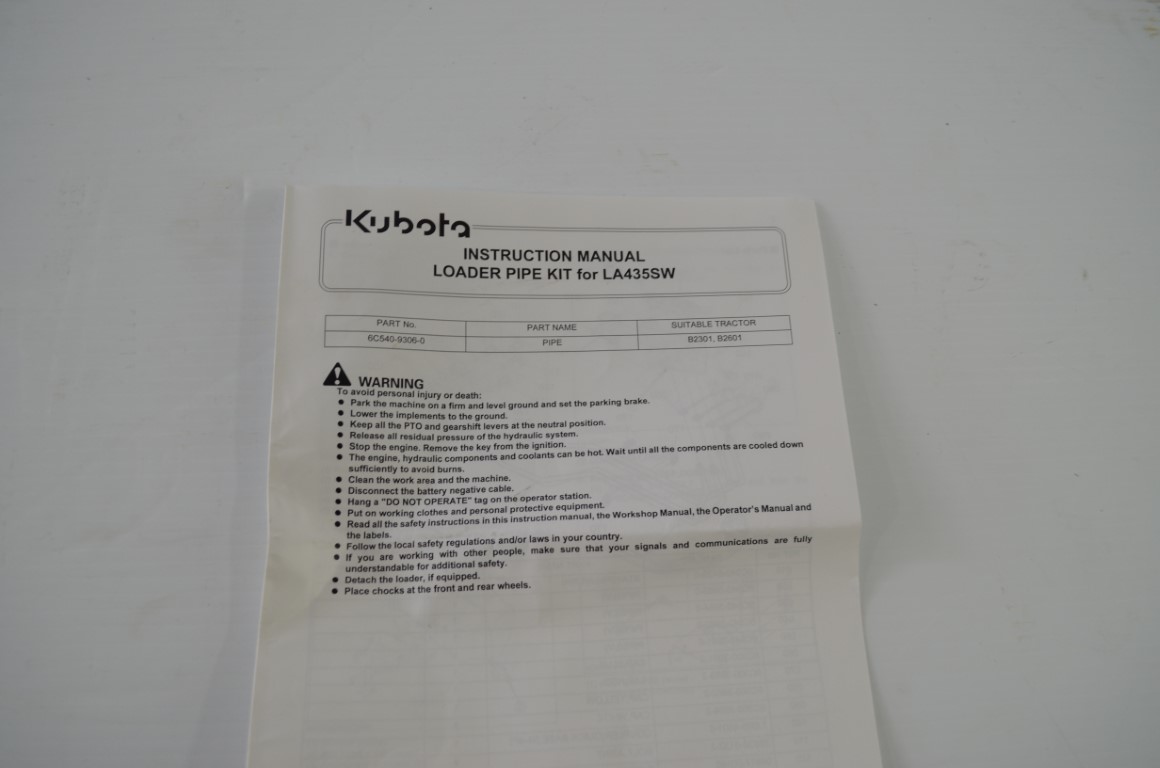 Kubota
INSTRUCTION MANUAL
LOADER PIPE KIT for LA435SW
PART No. PART NAME SUITABLE TRACTOR
6C540-9306-0 PIPE B2301, B2601
WARNING
To avoid personal injury or death:
● Park the machine on a firm and level ground and set the parking brake.
● Lower the implements to the ground.
● Keep all the PTO and gearshift levers at the neutral position.
● Release all residual pressure of the hydraulic system.
● Stop the engine. Remove the key from the ignition.
● The engine, hydraulic components and coolants can be hot. Wait until all the components are cooled down
sufficiently to avoid burns.
● Clean the work area and the machine.
● Disconnect the battery negative cable.
● Hang a "DO NOT OPERATE" tag on the operator station.
● Put on working clothes and personal protective equipment.
● Read all the safety instructions in this instruction manual, the Workshop Manual, the Operator's Manual and
the labels.
● Follow the local safety regulations and/or laws in your country.
● If you are working with other people, make sure that your signals and communications are fully
understandable for additional safety.
● Detach the loader, if equipped.
● Place chocks at the front and rear wheels.